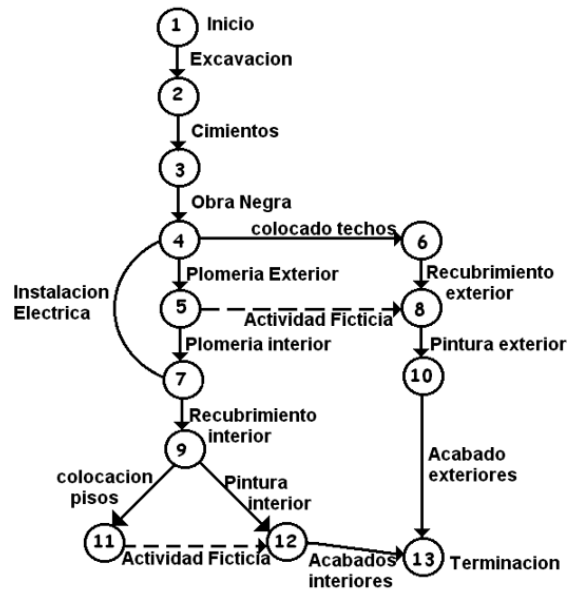 1 Inicio
Excavacion
2
Cimientos
3
Obra Negra
4 colocado techos 6
Instalacion
Electrica
Plomeria Exterior
Recubrimiento
exterior
5 Actividad Ficticia 8
Plomeria interior
Pintura exterior
7 10
Recubrimiento
interior
9
colocacion
pisos
Pintura
interior
Acabado
exteriores
11 Actividad Ficticia 12
Acabados
interiores
13 Terminacion